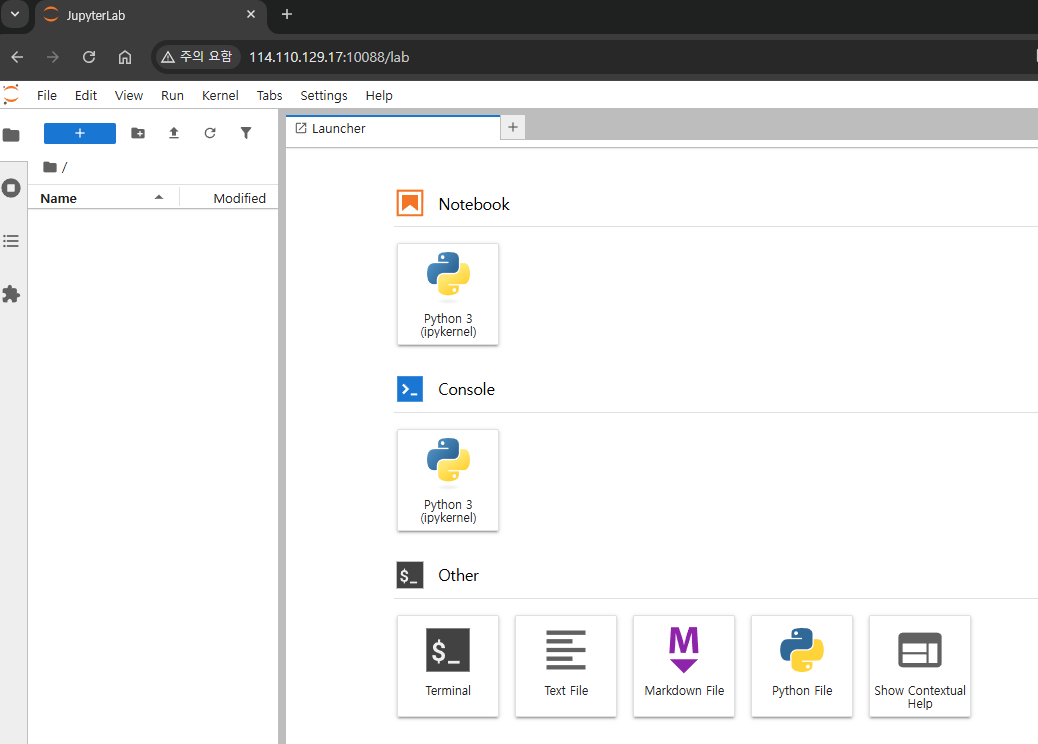 JupyterLab
주의 요함
114.110.129.17:10088/lab
File Edit View Run Kernel Tabs Settings Help
+
/
Name
Modified
Launcher
+
Notebook
Python 3
(ipykernel)
Console
Python 3
(ipykernel)
$_
Other
$_
Terminal
Text File
M
Markdown File
Python File
Show Contextual
Help